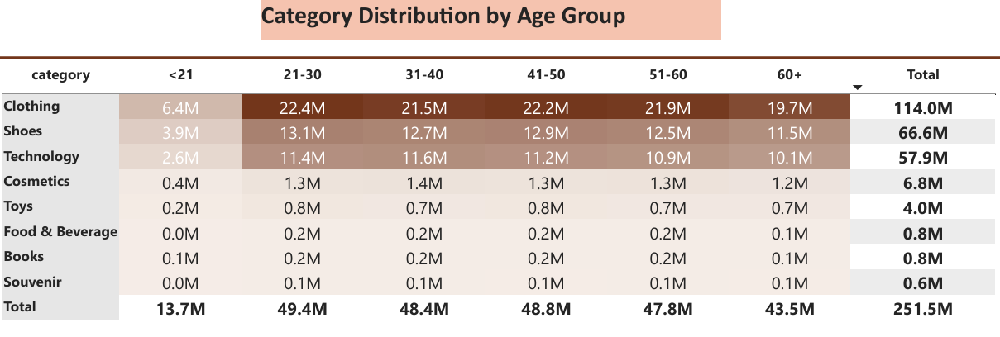 Category Distribution by Age Group
category <21 21-30 31-40 41-50 51-60 60+ Total
Clothing 6.4M 22.4M 21.5M 22.2M 21.9M 19.7M 114.0M
Shoes 3.9M 13.1M 12.7M 12.9M 12.5M 11.5M 66.6M
Technology 2.6M 11.4M 11.6M 11.2M 10.9M 10.1M 57.9M
Cosmetics 0.4M 1.3M 1.4M 1.3M 1.3M 1.2M 6.8M
Toys 0.2M 0.8M 0.7M 0.8M 0.7M 0.7M 4.0M
Food & Beverage 0.0M 0.2M 0.2M 0.2M 0.2M 0.1M 0.8M
Books 0.1M 0.2M 0.2M 0.2M 0.2M 0.1M 0.8M
Souvenir 0.0M 0.1M 0.1M 0.1M 0.1M 0.1M 0.6M
Total 13.7M 49.4M 48.4M 48.8M 47.8M 43.5M 251.5M